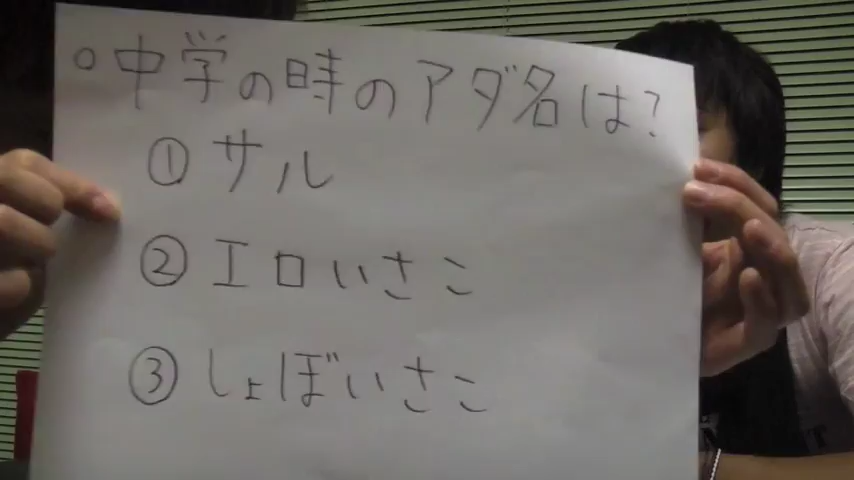 ○中学の時のアダ名は?
①サル
②エロいさこ
③しょぼいさこ